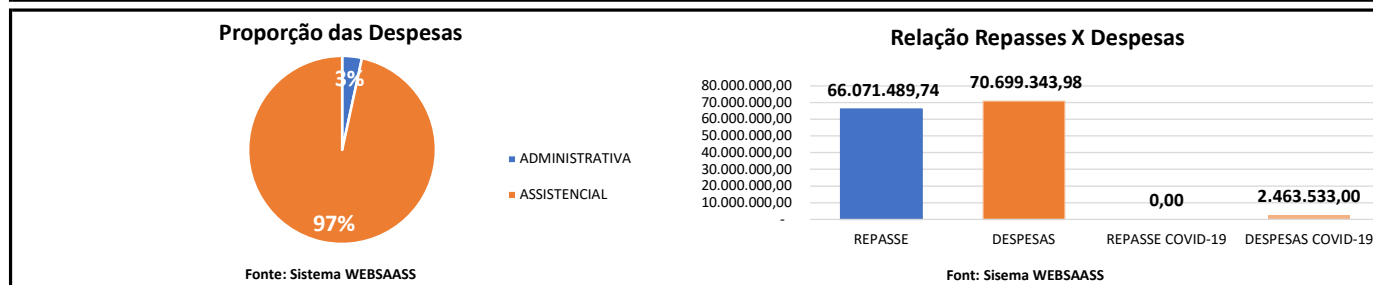 Proporção das Despesas
3%
97%
ADMINISTRATIVA
ASSISTENCIAL
Fonte: Sistema WEBSAASS
Relação Repasses X Despesas
80.000.000,00
70.000.000,00
60.000.000,00
50.000.000,00
40.000.000,00
30.000.000,00
20.000.000,00
10.000.000,00
-
66.071.489,74
70.699.343,98
0,00
2.463.533,00
REPASSE
DESPESAS
REPASSE COVID-19
DESPESAS COVID-19
Font: Sisema WEBSAASS